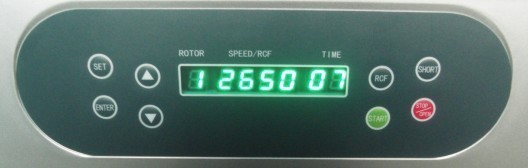 ROTOR SPEED/RCF TIME
SET 1 2650 07 RCF SHORT
ENTER START STOP/OPEN